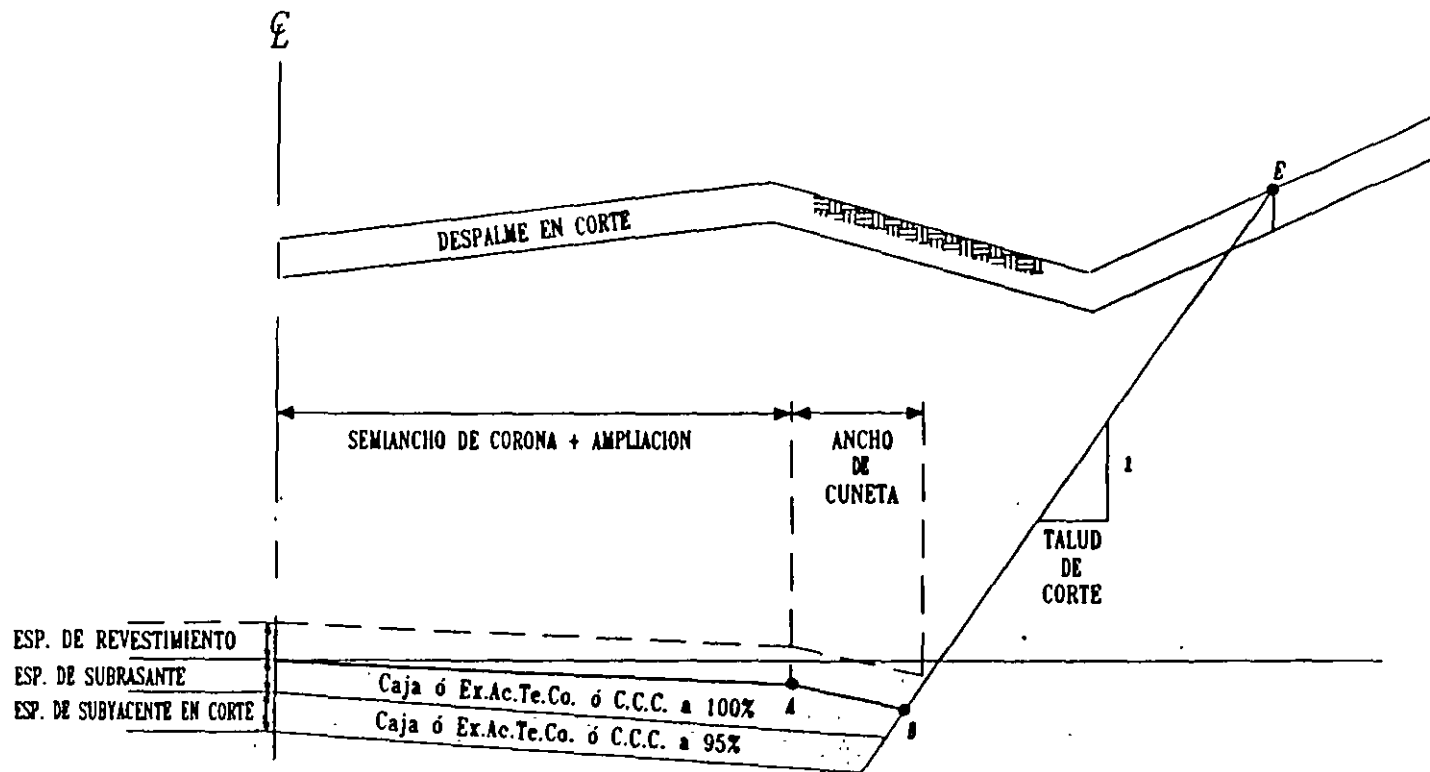 ℄
E
DESPALME EN CORTE
SEMIANCHO DE CORONA + AMPLIACION
ANCHO
DE
CUNETA
1
TALUD
DE
CORTE
ESP. DE REVESTIMIENTO
ESP. DE SUBRASANTE
Caja ó Ex.Ac.Te.Co. ó C.C.C. a 100%
A
B
ESP. DE SUBYACENTE EN CORTE
Caja ó Ex.Ac.Te.Co. ó C.C.C. a 95%